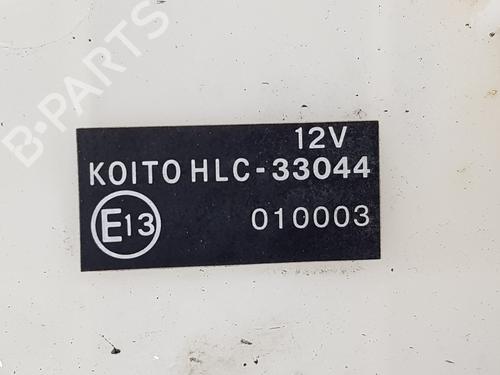 B-PARTS
12V
KOITO HLC-33044
E13 010003